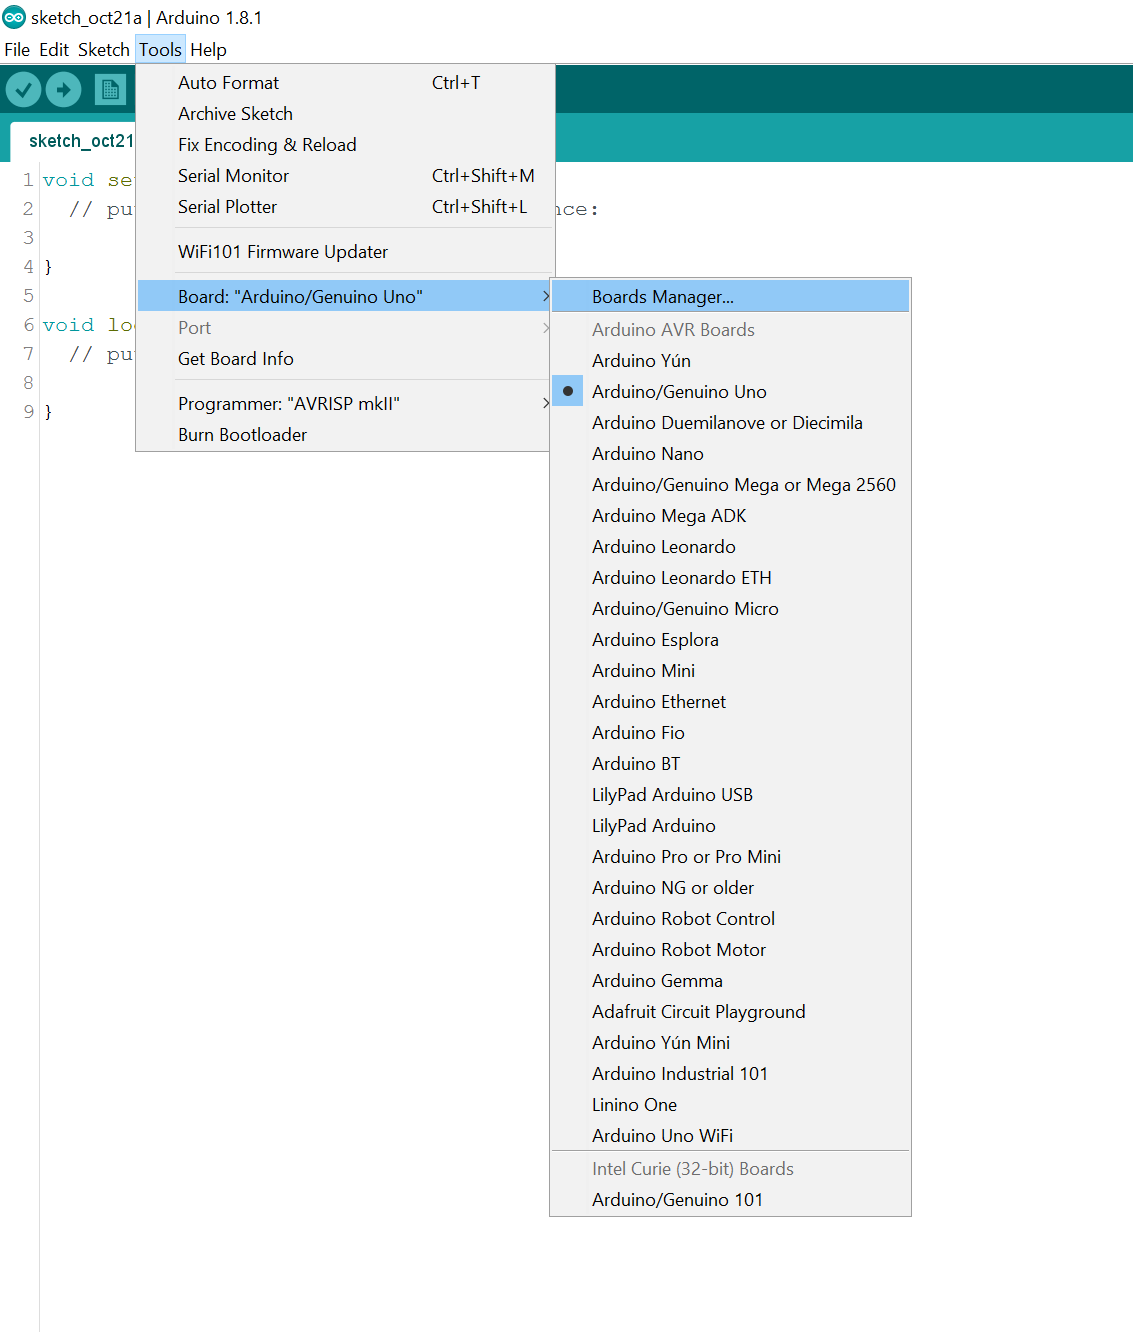 sketch_oct21a | Arduino 1.8.1
File Edit Sketch Tools Help
sketch_oct21
Auto Format Ctrl+T
Archive Sketch
Fix Encoding & Reload
Serial Monitor Ctrl+Shift+M
Serial Plotter Ctrl+Shift+L
WiFi101 Firmware Updater
Board: "Arduino/Genuino Uno"
Port
Get Board Info
Programmer: "AVRISP mkII"
Burn Bootloader
1 void se
2 // pu nce:
3
4 }
5
6 void lo
7 // pu
8
9 }
Boards Manager...
Arduino AVR Boards
Arduino Yún
Arduino/Genuino Uno
Arduino Duemilanove or Diecimila
Arduino Nano
Arduino/Genuino Mega or Mega 2560
Arduino Mega ADK
Arduino Leonardo
Arduino Leonardo ETH
Arduino/Genuino Micro
Arduino Esplora
Arduino Mini
Arduino Ethernet
Arduino Fio
Arduino BT
LilyPad Arduino USB
LilyPad Arduino
Arduino Pro or Pro Mini
Arduino NG or older
Arduino Robot Control
Arduino Robot Motor
Arduino Gemma
Adafruit Circuit Playground
Arduino Yún Mini
Arduino Industrial 101
Linino One
Arduino Uno WiFi
Intel Curie (32-bit) Boards
Arduino/Genuino 101